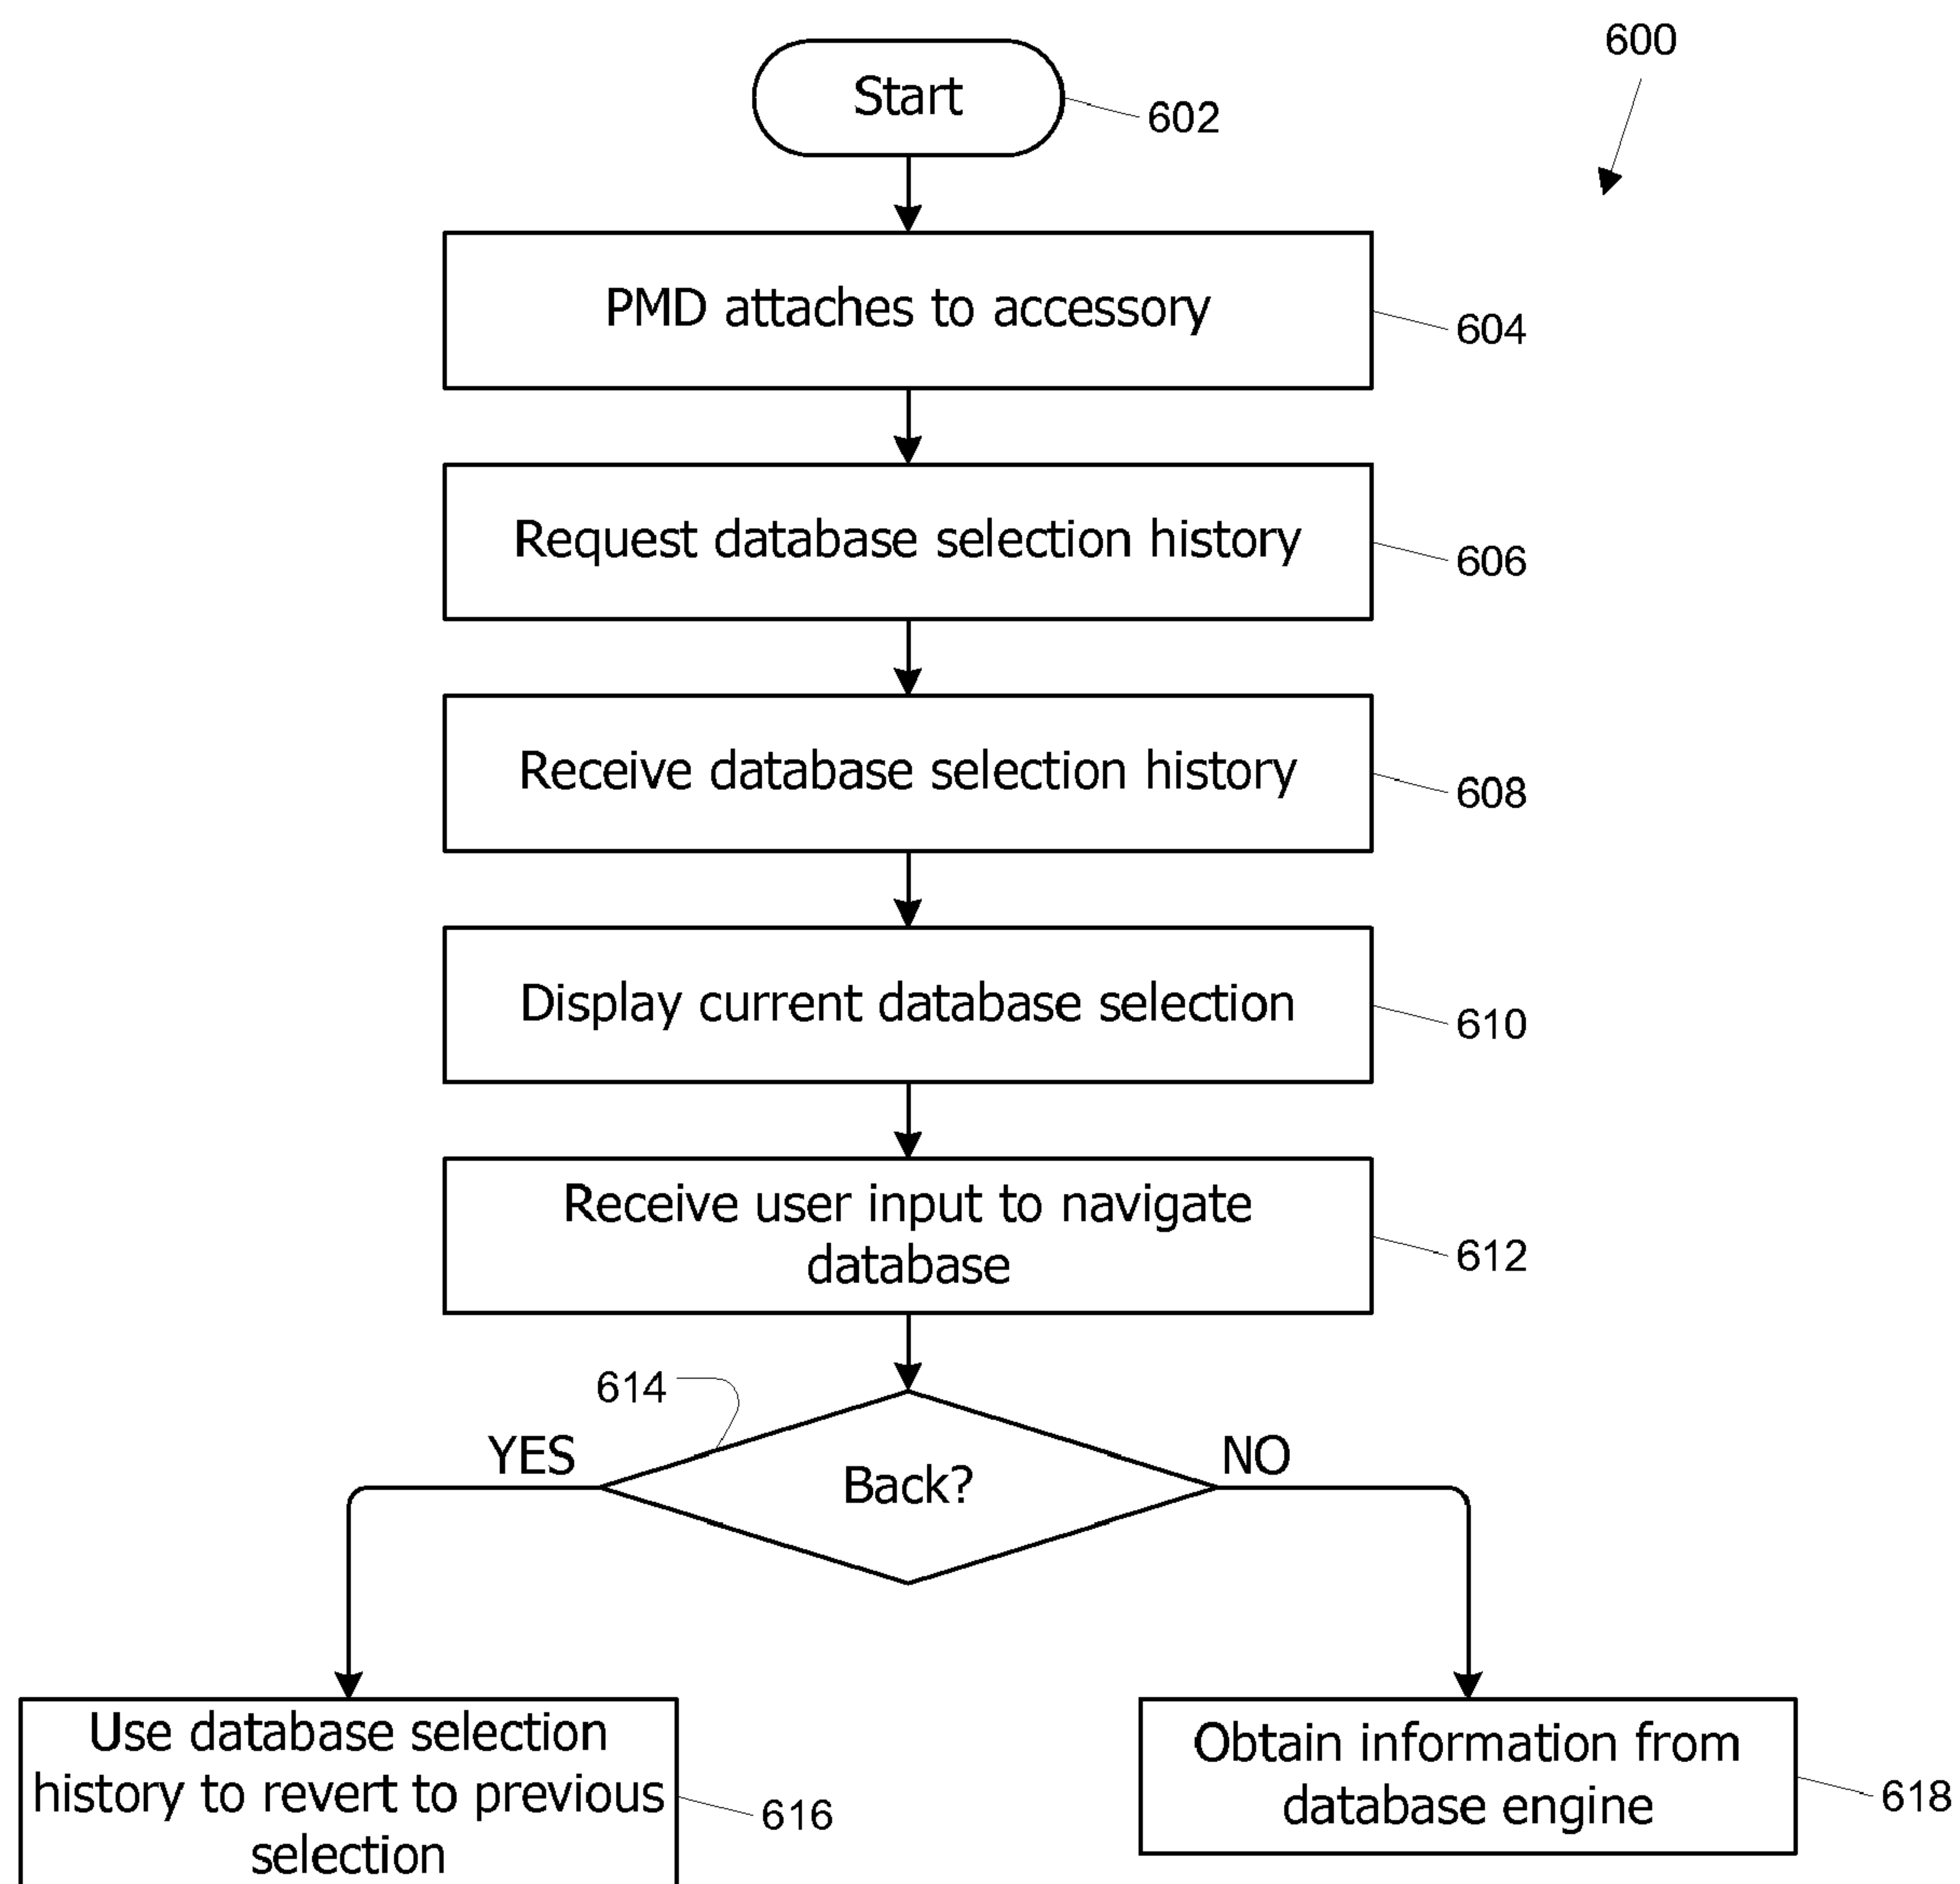 600
Start
602
PMD attaches to accessory
604
Request database selection history
606
Receive database selection history
608
Display current database selection
610
Receive user input to navigate
database
612
614
YES
Back?
NO
Use database selection
history to revert to previous
selection
616
Obtain information from
database engine
618